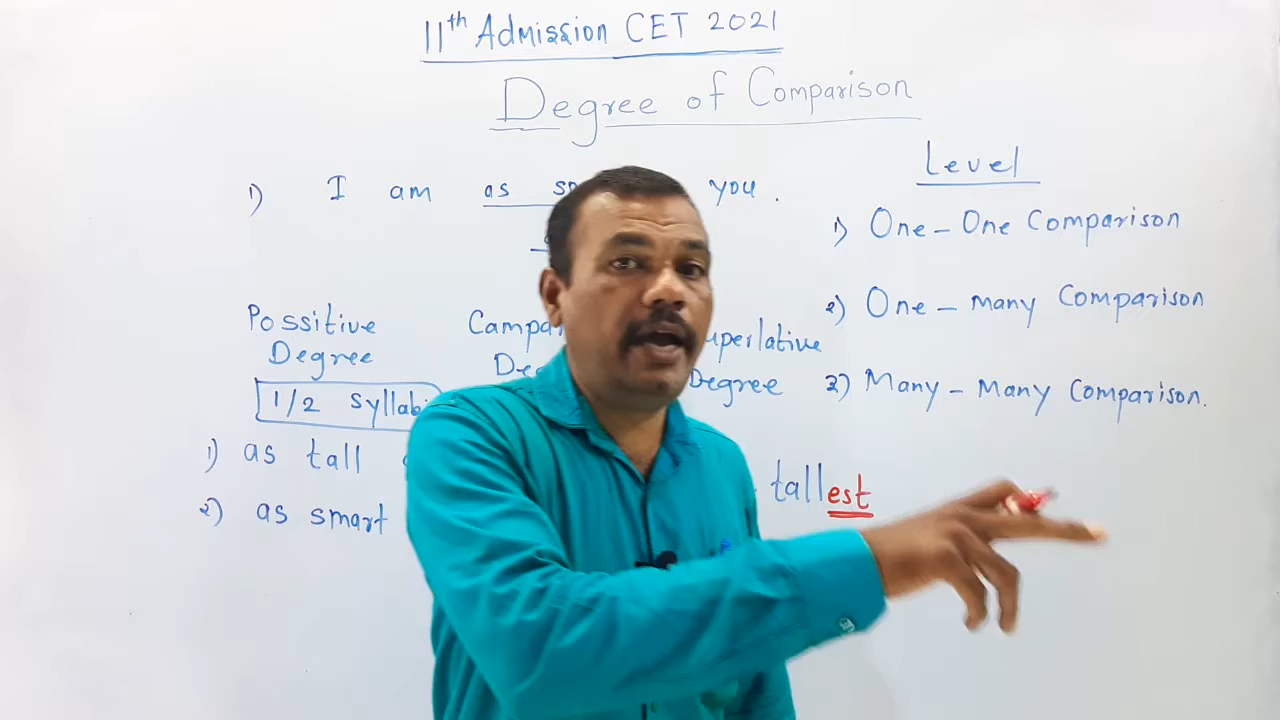 11th Admission CET 2021
Degree of Comparison
1) I am as you.
Level
1) One - One Comparison
2) One - Many Comparison
3) Many - Many Comparison.
Possitive
Degree
Superlative
Degree
1/2
1) as tall
tallest
2) as smart